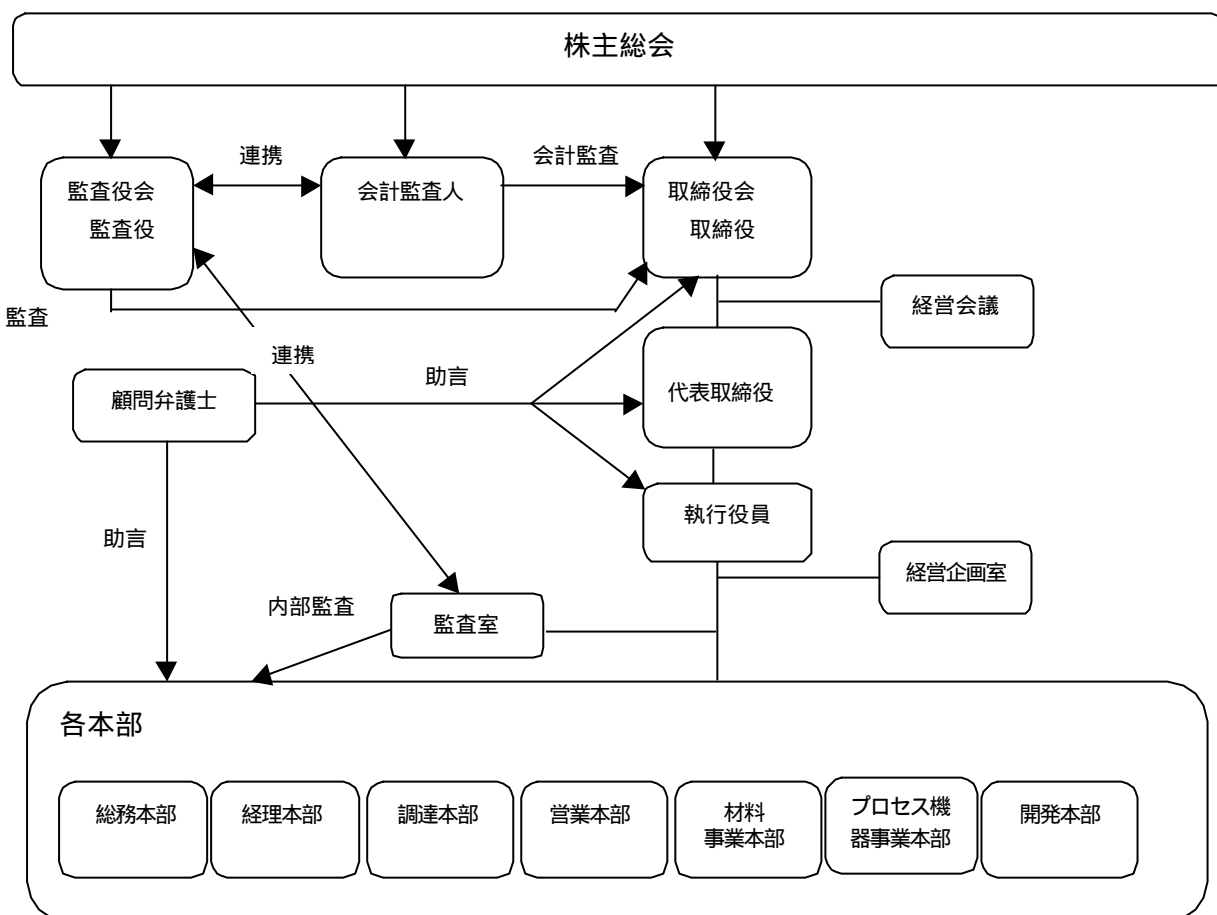 株主総会
連携
会計監査
監査役会
監査役
会計監査人
取締役会
取締役
経営会議
監査
連携
助言
顧問弁護士
代表取締役
執行役員
助言
経営企画室
内部監査
監査室
各本部
総務本部
経理本部
調達本部
営業本部
材料
事業本部
プロセス機
器事業本部
開発本部